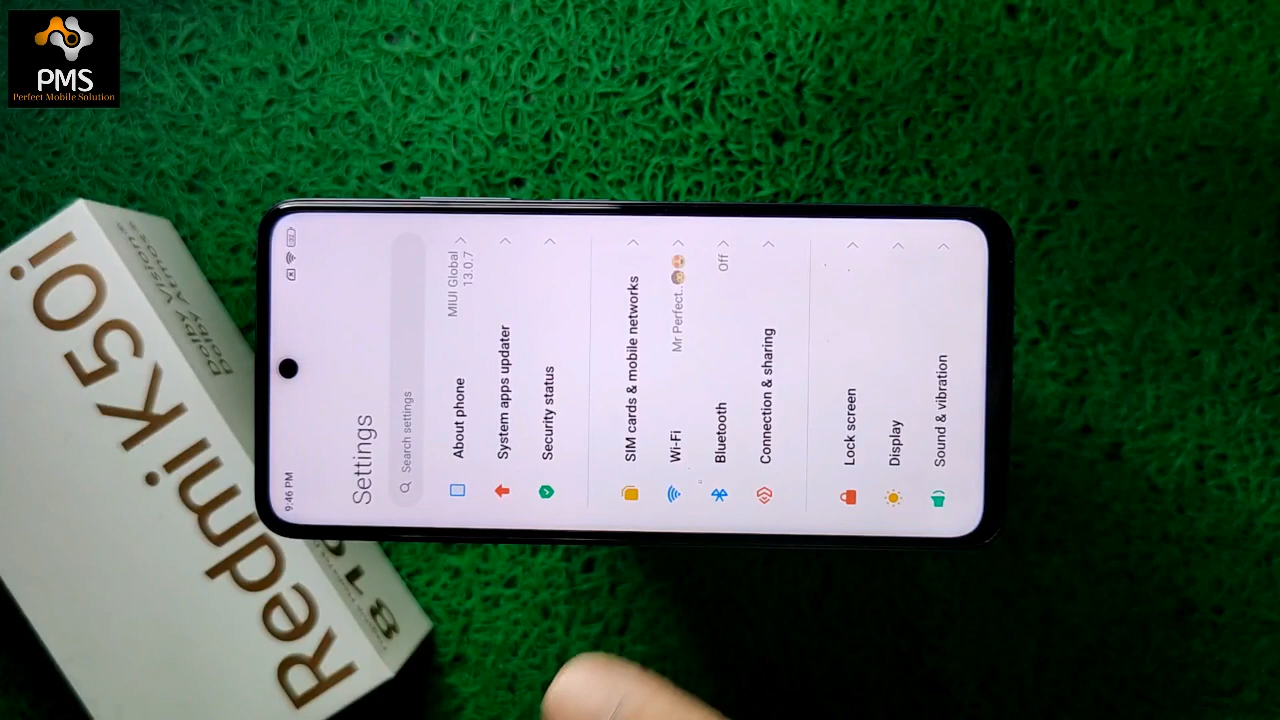 PMS
Perfect Mobile Solution
Redmi K50i
Dolby Vision®
Dolby Atmos®
810
9:46 PM
Settings
Search settings
About phone
MIUI Global
13.0.7
System apps updater
Security status
SIM cards & mobile networks
Wi-Fi
Mr Perfect..😎😍
Bluetooth
Off
Connection & sharing
Lock screen
Display
Sound & vibration